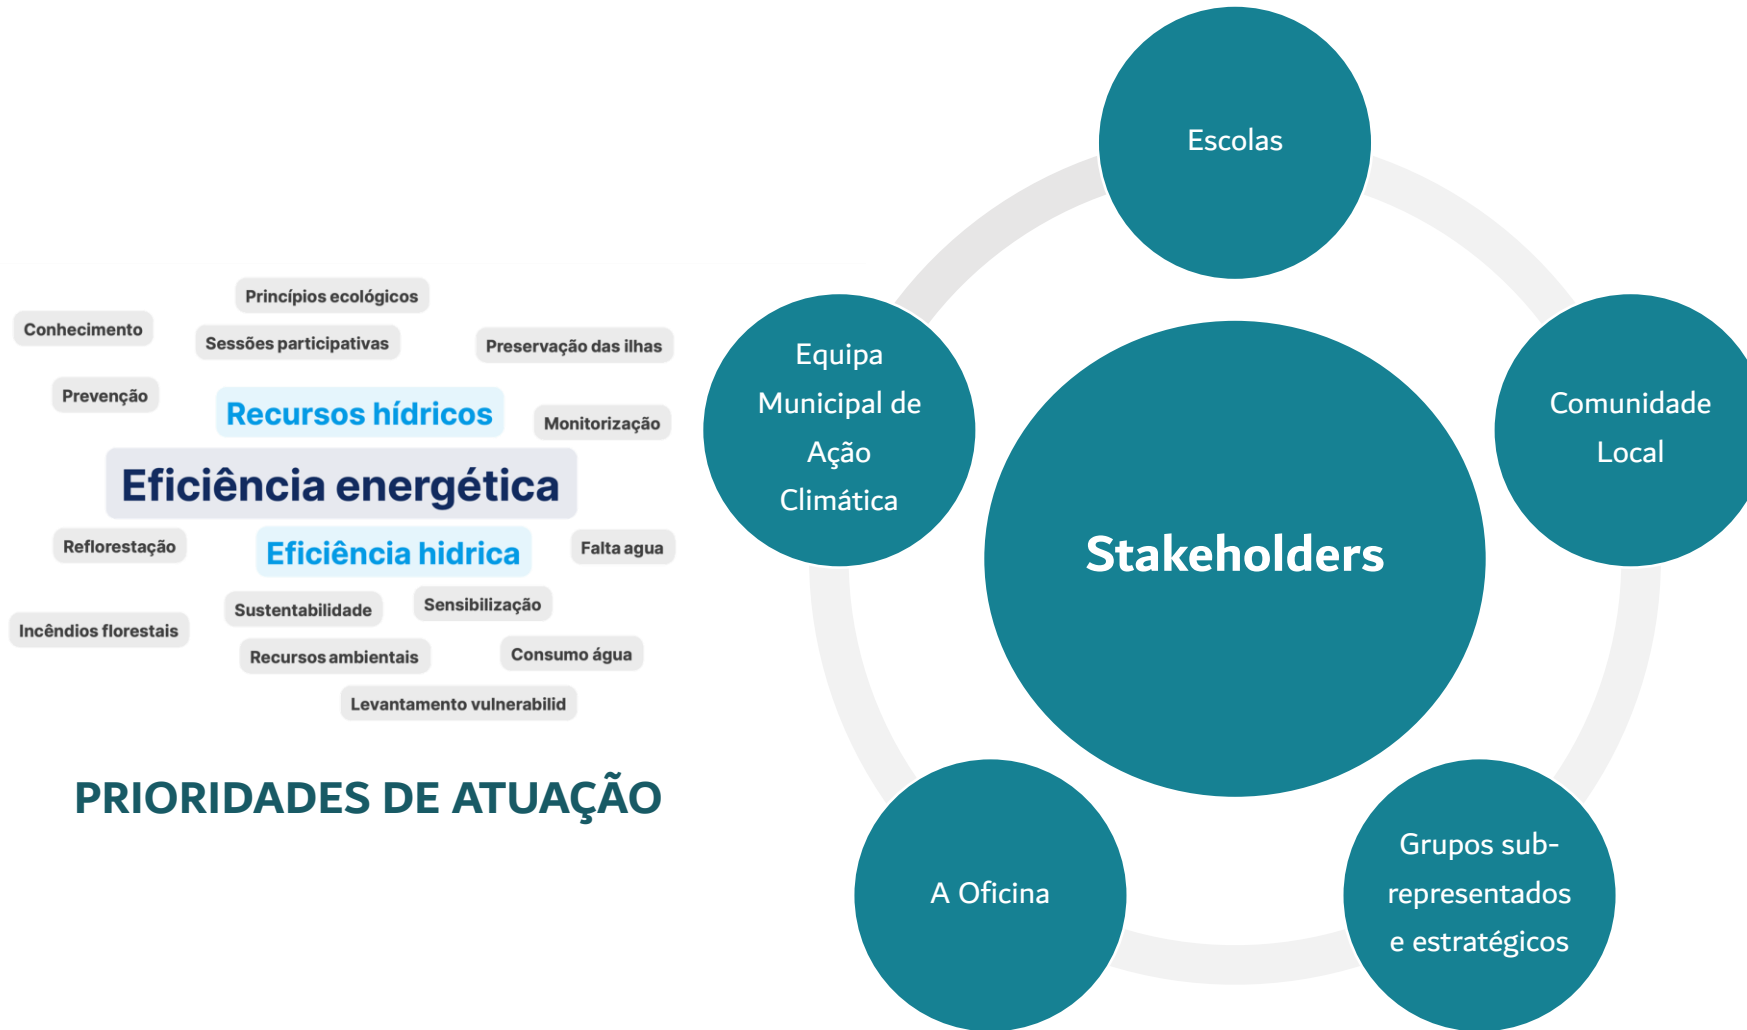 Princípios ecológicos
Conhecimento
Sessões participativas
Preservação das ilhas
Prevenção
Recursos hídricos
Monitorização
Eficiência energética
Reflorestação
Eficiência hidrica
Falta agua
Sustentabilidade
Sensibilização
Incêndios florestais
Recursos ambientais
Consumo água
Levantamento vulnerabilid
PRIORIDADES DE ATUAÇÃO
Escolas
Equipa
Municipal de
Ação
Climática
Comunidade
Local
Stakeholders
A Oficina
Grupos sub-
representados
e estratégicos